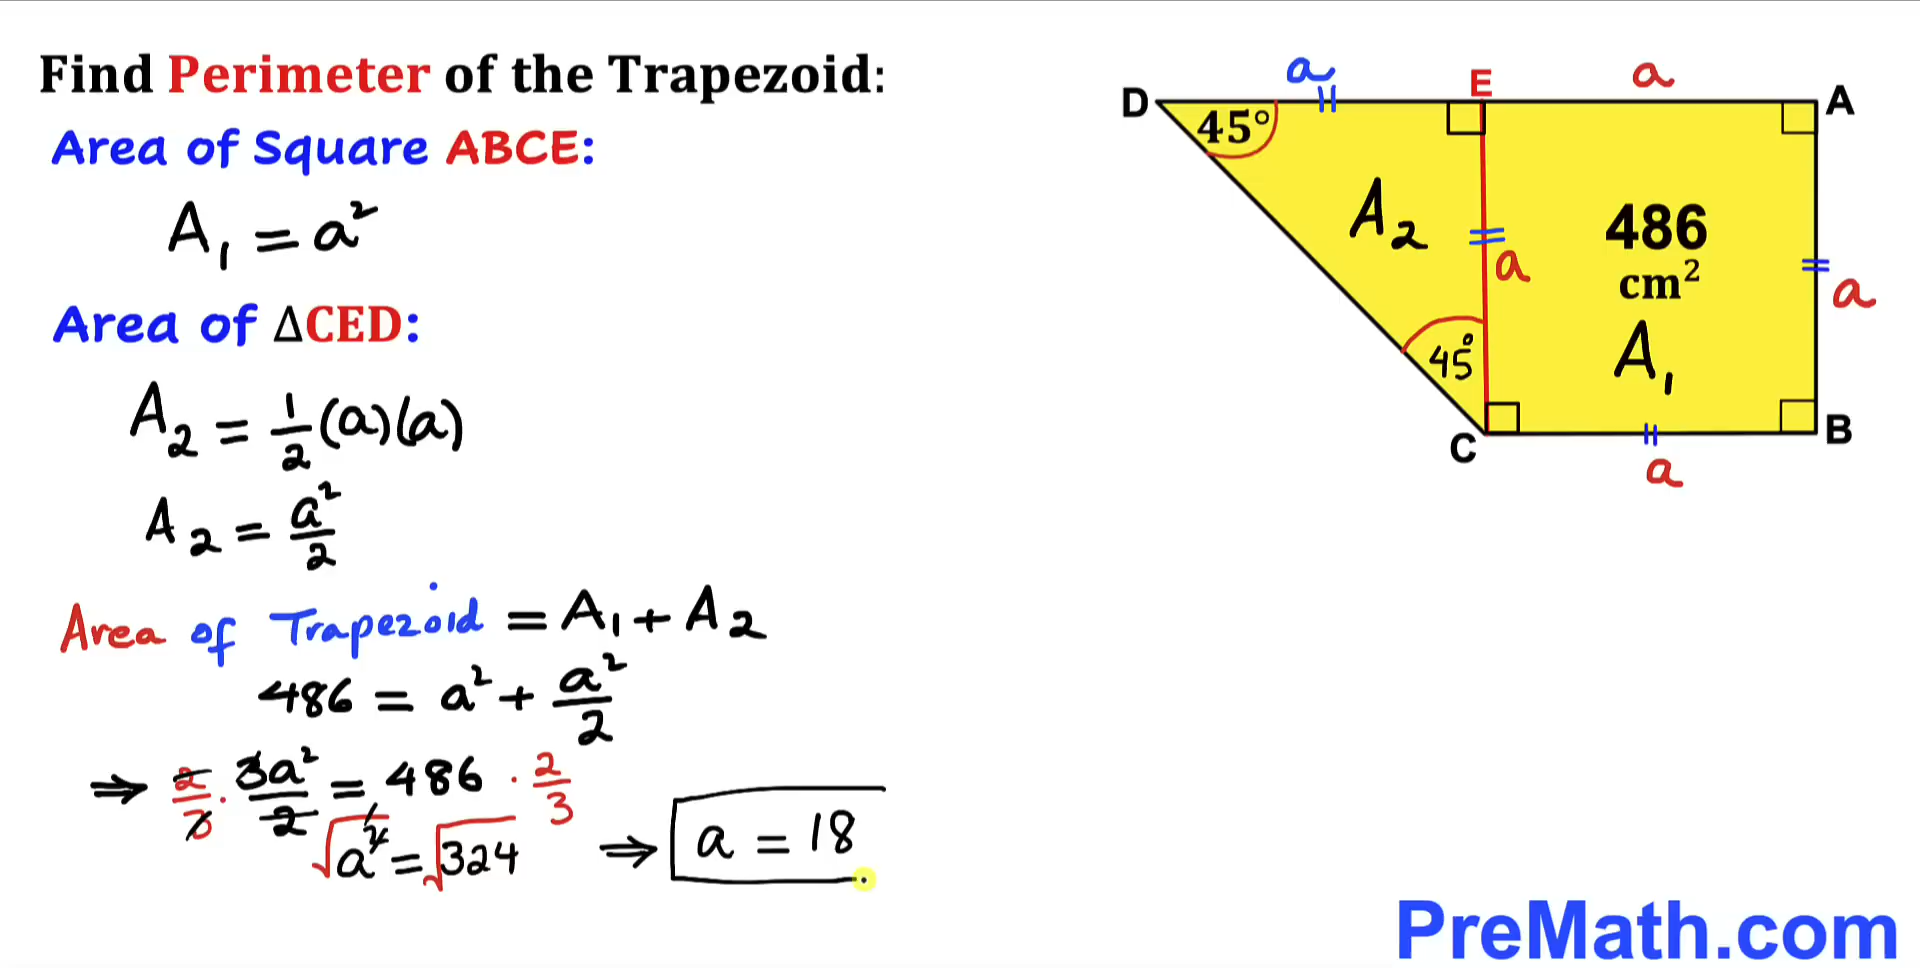 Find Perimeter of the Trapezoid:
Area of Square ABCE:
A₁ = a²
Area of ΔCED:
A₂ = 1/2 (a)(a)
A₂ = a²/2
Area of Trapezoid = A₁ + A₂
486 = a² + a²/2
⇒ 2/3 · 3a²/2 = 486 · 2/3
√a² = √324 ⇒ a = 18
a E a
D A
45°
A₂ 486
cm²
a a
A₁
45°
C B
a
PreMath.com